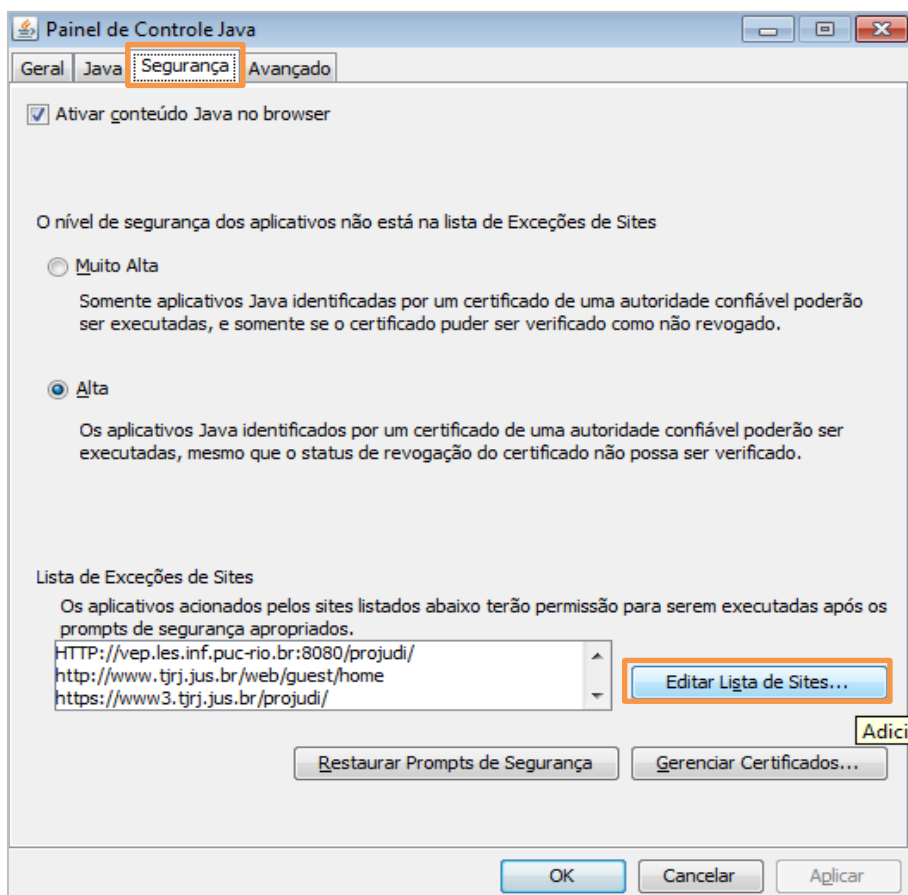 Painel de Controle Java
Geral Java Segurança Avançado
Ativar conteúdo Java no browser
O nível de segurança dos aplicativos não está na lista de Exceções de Sites
Muito Alta
Somente aplicativos Java identificadas por um certificado de uma autoridade confiável poderão
ser executadas, e somente se o certificado puder ser verificado como não revogado.
Alta
Os aplicativos Java identificados por um certificado de uma autoridade confiável poderão ser
executadas, mesmo que o status de revogação do certificado não possa ser verificado.
Lista de Exceções de Sites
Os aplicativos acionados pelos sites listados abaixo terão permissão para serem executadas após os
prompts de segurança apropriados.
HTTP://vep.les.inf.puc-rio.br:8080/projudi/
http://www.tjrj.jus.br/web/guest/home
https://www3.tjrj.jus.br/projudi/
Editar Lista de Sites...
Adici
Restaurar Prompts de Segurança Gerenciar Certificados...
OK Cancelar Aplicar